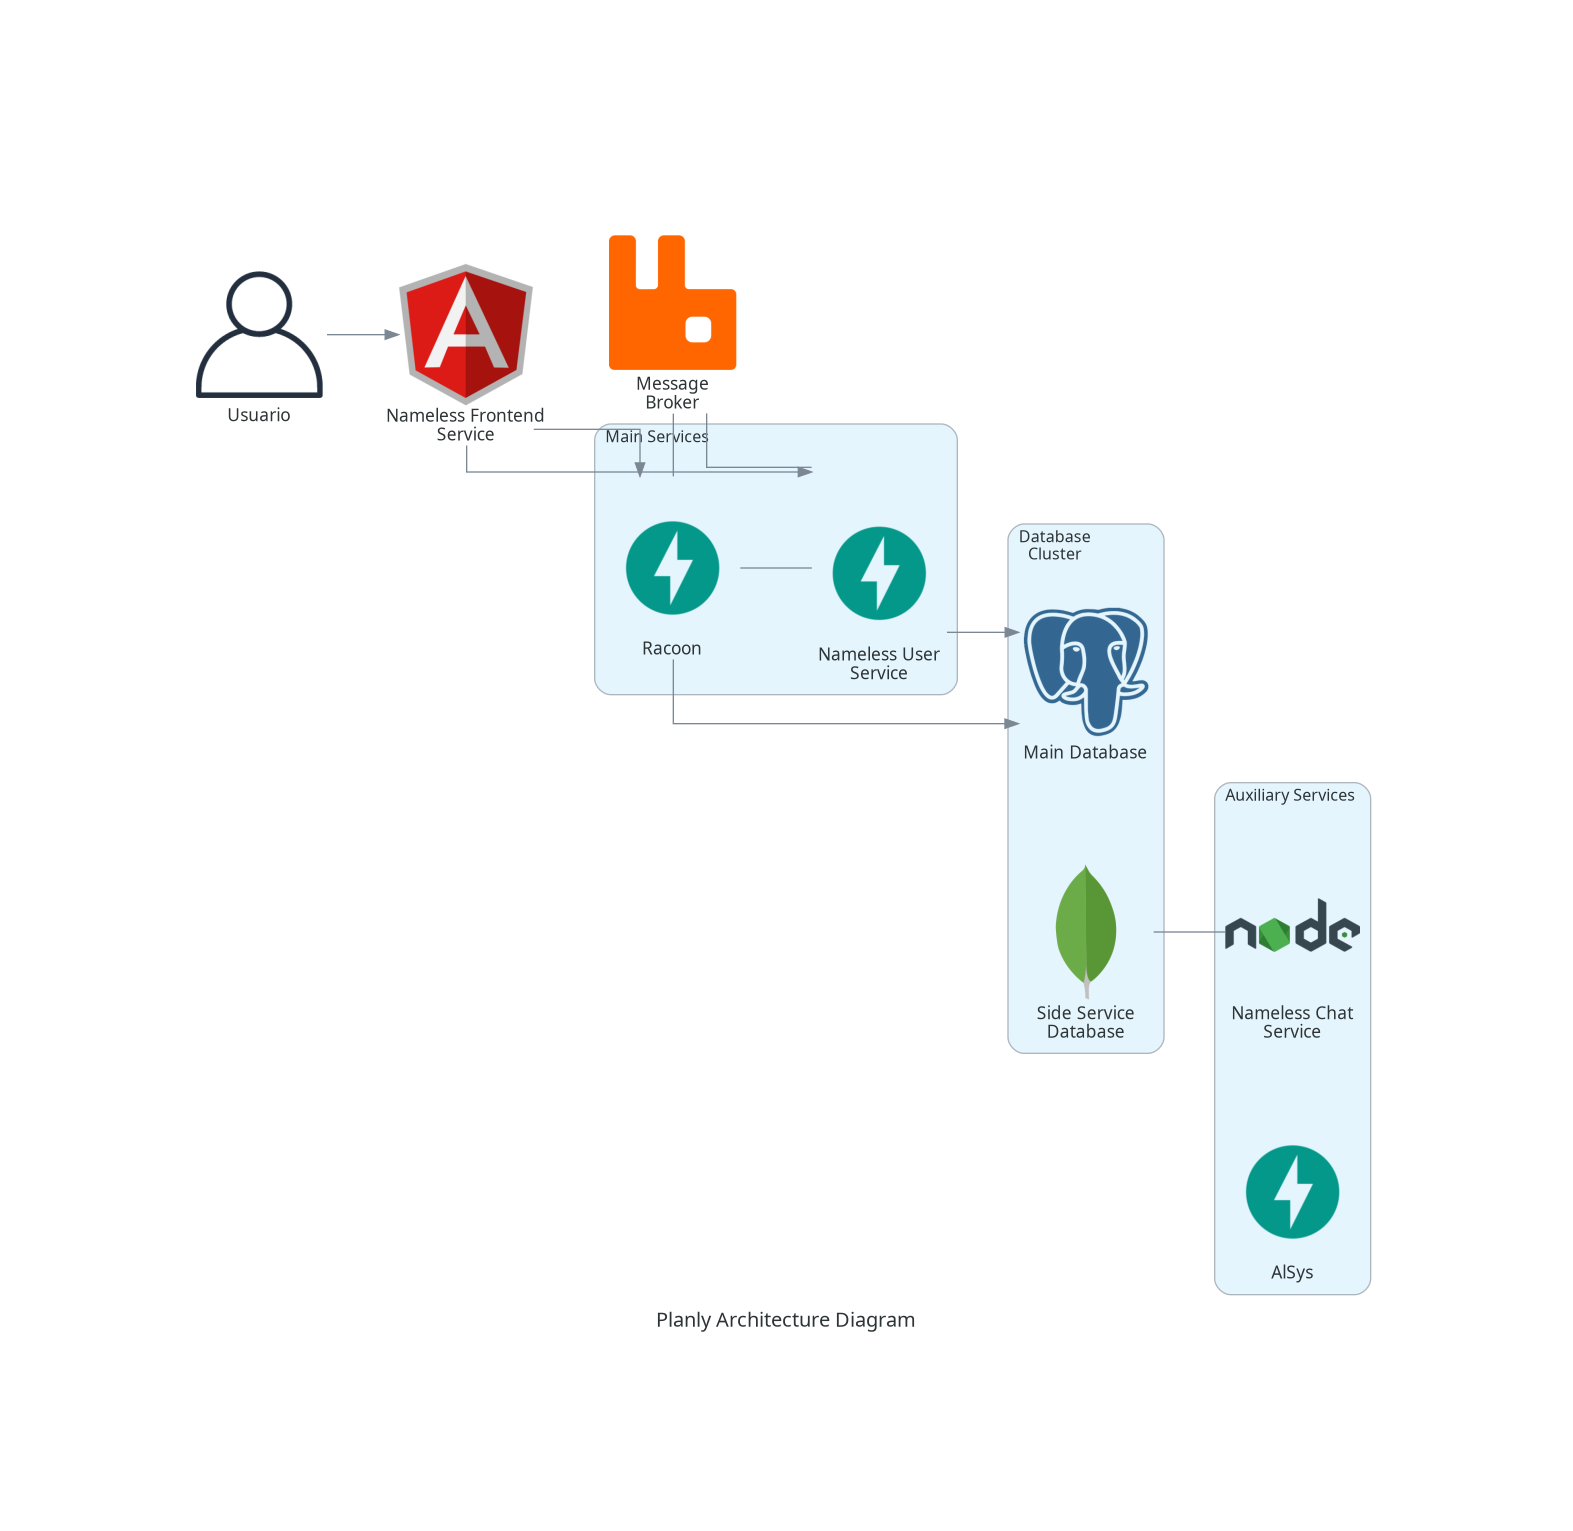 Usuario
Nameless Frontend
Service
Message
Broker
Main Services
Racoon
Nameless User
Service
Database
Cluster
Main Database
Side Service
Database
Auxiliary Services
node
Nameless Chat
Service
AlSys
Planly Architecture Diagram